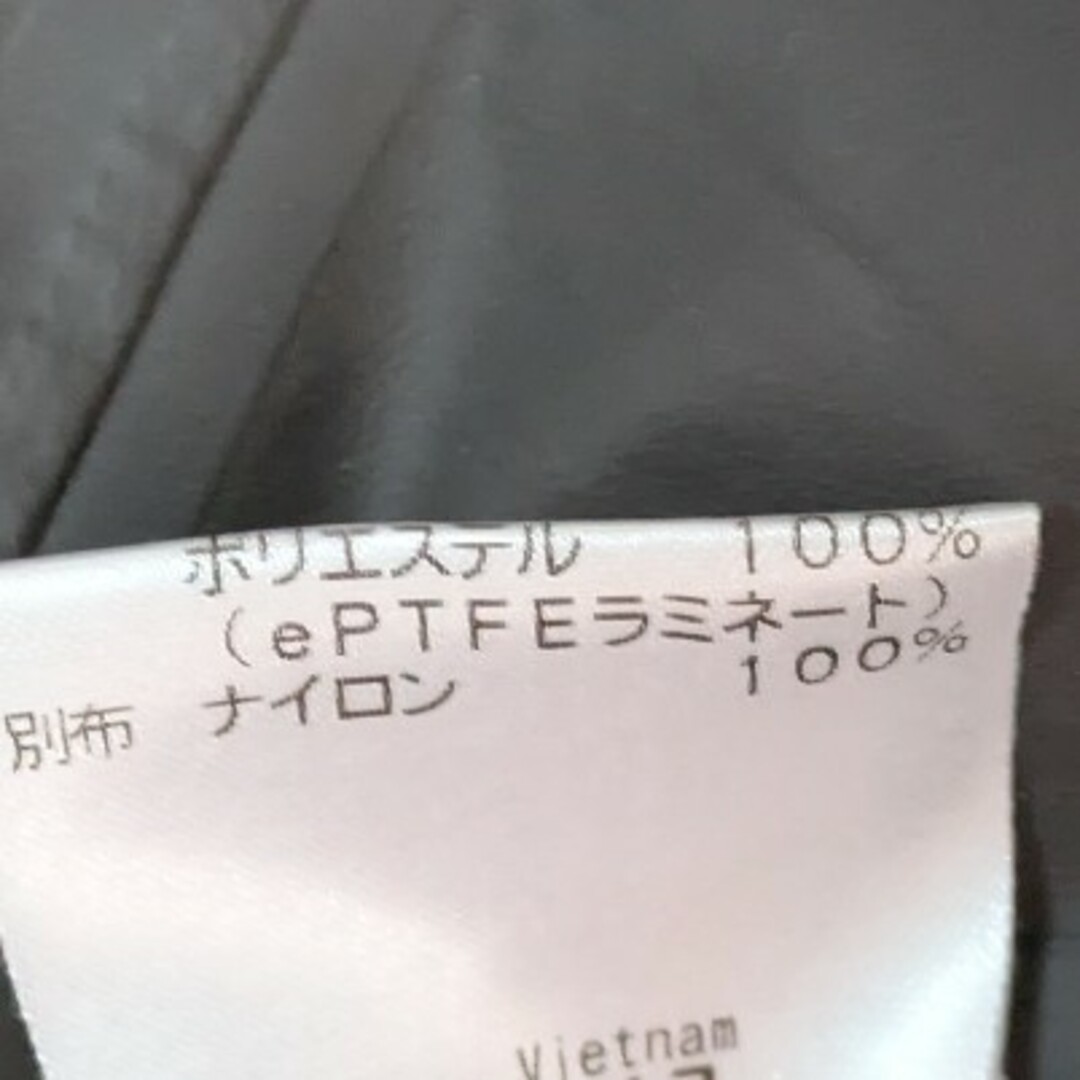 ポリエステル 100%
(ePTFEラミネート)
別布 ナイロン 100%
Vietnam